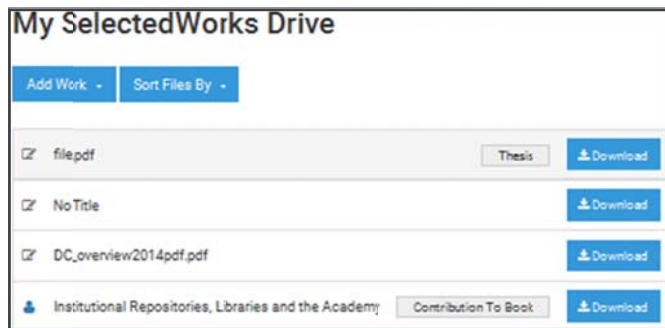 My SelectedWorks Drive
Add Work Sort Files By
file.pdf Thesis Download
No Title Download
DC_overview2014pdf.pdf Download
Institutional Repositories, Libraries and the Academy Contribution To Book Download